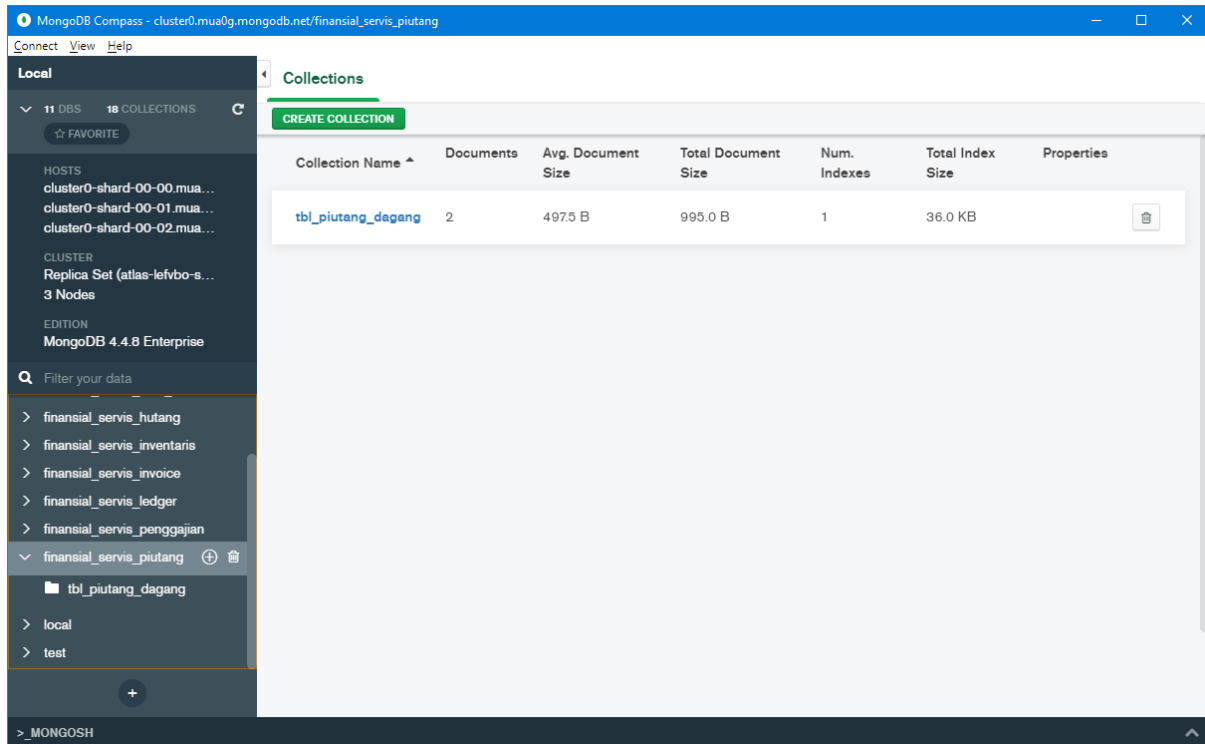 MongoDB Compass - cluster0.mua0g.mongodb.net/finansial_servis_piutang
Connect View Help
Local
11 DBS 18 COLLECTIONS
☆ FAVORITE
HOSTS
cluster0-shard-00-00.mua...
cluster0-shard-00-01.mua...
cluster0-shard-00-02.mua...
CLUSTER
Replica Set (atlas-lefvbo-s...
3 Nodes
EDITION
MongoDB 4.4.8 Enterprise
Filter your data
finansial_servis_hutang
finansial_servis_inventaris
finansial_servis_invoice
finansial_servis_ledger
finansial_servis_penggajian
finansial_servis_piutang
tbl_piutang_dagang
local
test
>_MONGOSH
Collections
CREATE COLLECTION
Collection Name Documents Avg. Document Size Total Document Size Num. Indexes Total Index Size Properties
tbl_piutang_dagang 2 497.5 B 995.0 B 1 36.0 KB